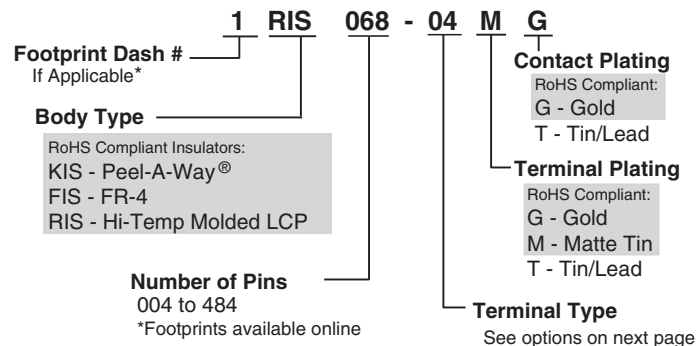 1 RIS 068 - 04 M G
Footprint Dash #
If Applicable*
Body Type
RoHS Compliant Insulators:
KIS - Peel-A-Way®
FIS - FR-4
RIS - Hi-Temp Molded LCP
Number of Pins
004 to 484
*Footprints available online
Contact Plating
RoHS Compliant:
G - Gold
T - Tin/Lead
Terminal Plating
RoHS Compliant:
G - Gold
M - Matte Tin
T - Tin/Lead
Terminal Type
See options on next page